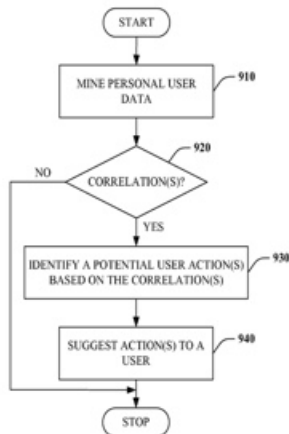 START
910
MINE PERSONAL USER
DATA
920
NO
CORRELATION(S)?
YES
930
IDENTIFY A POTENTIAL USER ACTION(S)
BASED ON THE CORRELATION(S)
940
SUGGEST ACTION(S) TO A
USER
STOP